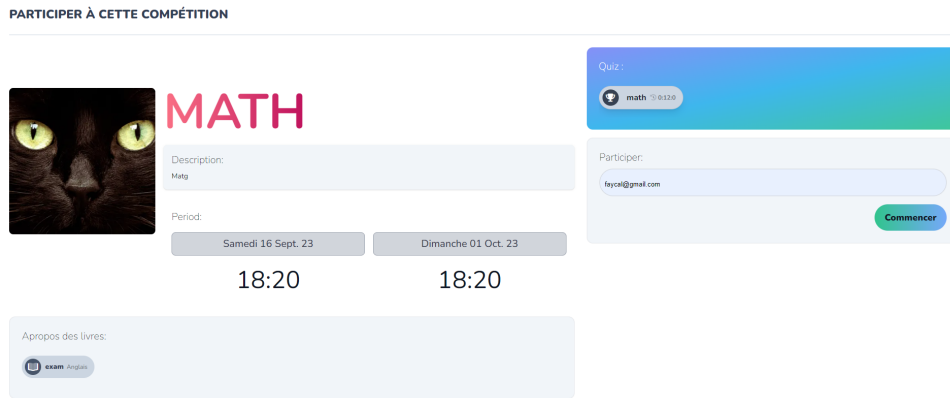 PARTICIPER À CETTE COMPÉTITION
MATH
Description:
Matg
Period:
Samedi 16 Sept. 23
Dimanche 01 Oct. 23
18:20
18:20
Apropos des livres:
exam Anglais
Quiz :
math 0:12:0
Participer:
faycal@gmail.com
Commencer